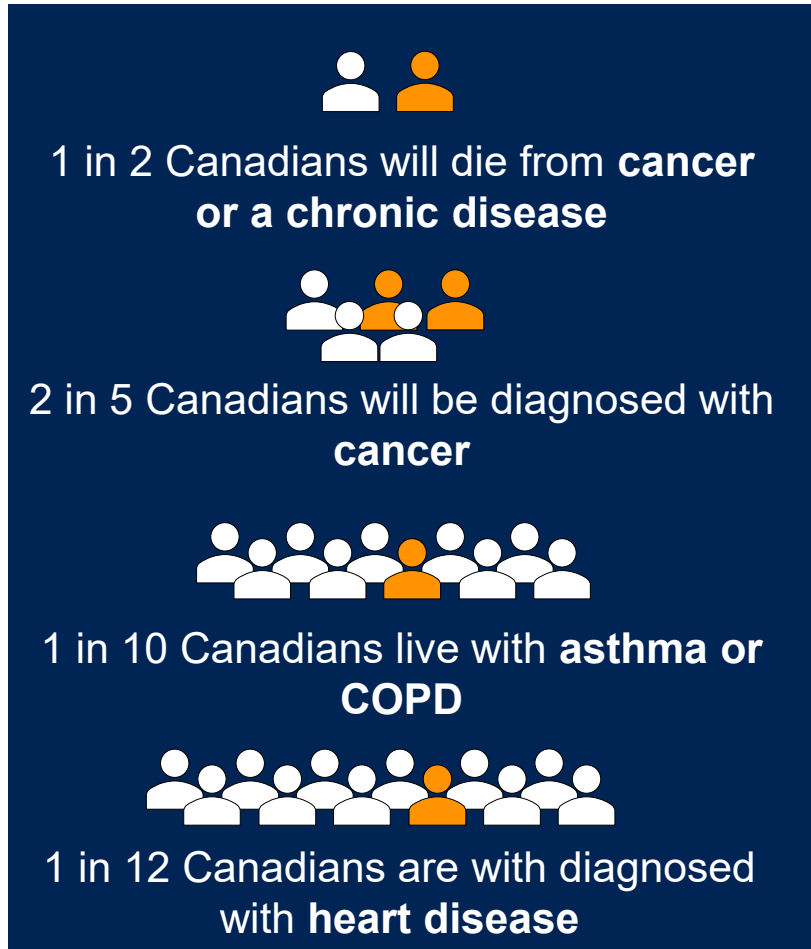 1 in 2 Canadians will die from cancer
or a chronic disease
2 in 5 Canadians will be diagnosed with
cancer
1 in 10 Canadians live with asthma or
COPD
1 in 12 Canadians are with diagnosed
with heart disease